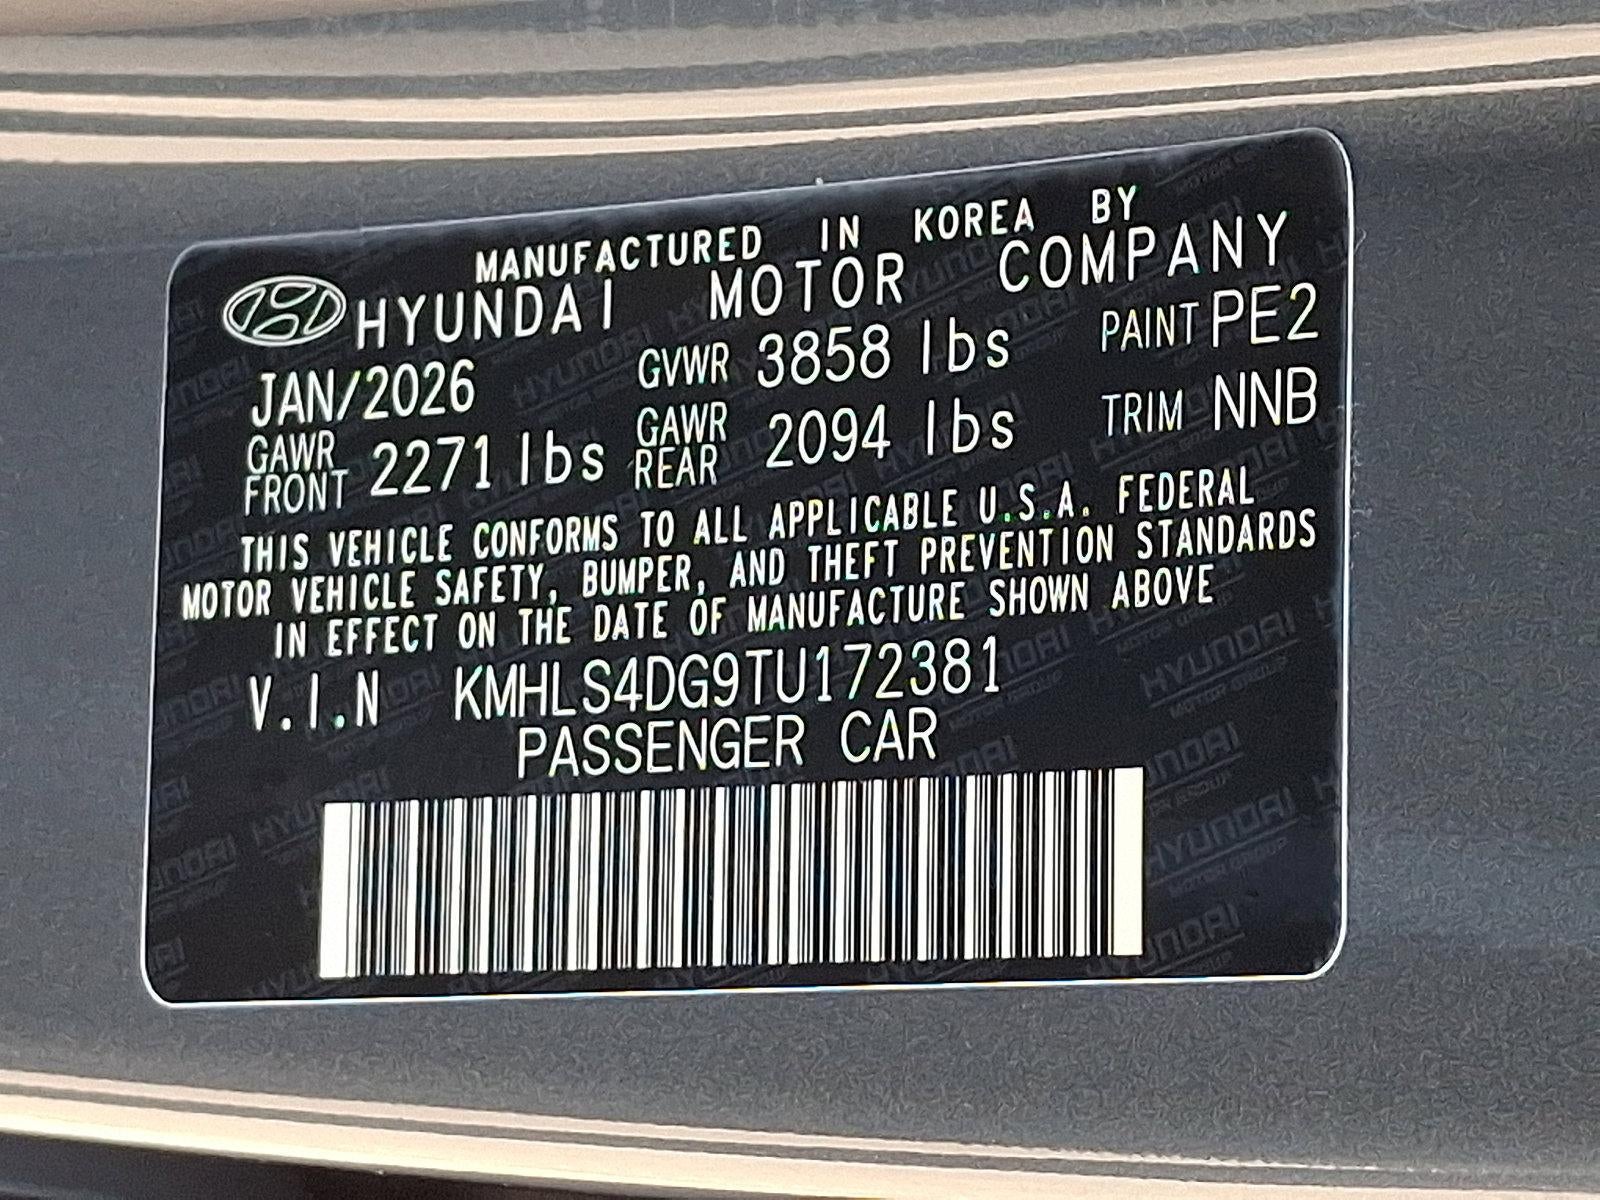 MANUFACTURED IN KOREA BY
HYUNDAI MOTOR COMPANY
JAN/2026 GVWR 3858 lbs PAINT PE2
GAWR FRONT 2271 lbs GAWR REAR 2094 lbs TRIM NNB
THIS VEHICLE CONFORMS TO ALL APPLICABLE U.S.A. FEDERAL
MOTOR VEHICLE SAFETY, BUMPER, AND THEFT PREVENTION STANDARDS
IN EFFECT ON THE DATE OF MANUFACTURE SHOWN ABOVE
V.I.N KMHLS4DG9TU172381
PASSENGER CAR